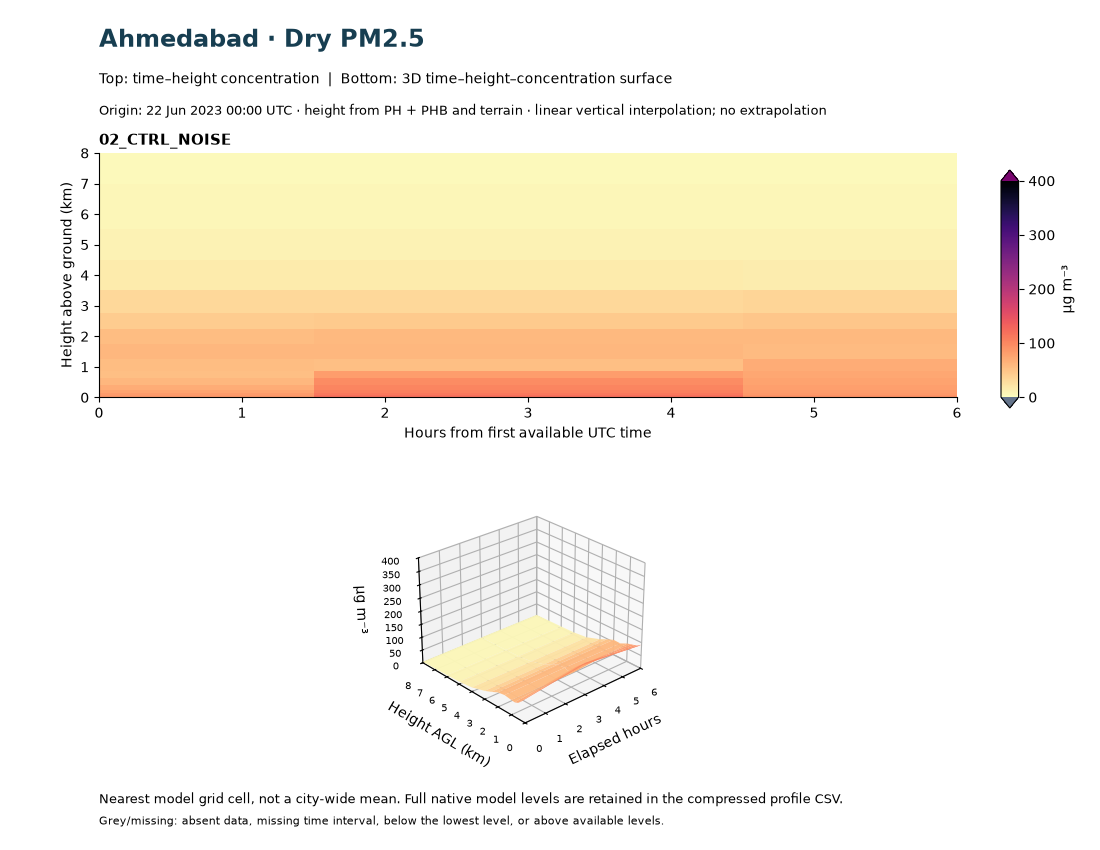 Ahmedabad · Dry PM2.5
Top: time–height concentration | Bottom: 3D time–height–concentration surface
Origin: 22 Jun 2023 00:00 UTC · height from PH + PHB and terrain · linear vertical interpolation; no extrapolation
02_CTRL_NOISE
8
7
6
5
4
3
2
1
0
Height above ground (km)
0 1 2 3 4 5 6
Hours from first available UTC time
400
300
200
100
0
µg m⁻³
400
350
300
250
200
150
100
50
0
µg m⁻³
8 7 6 5 4 3 2 1 0
Height AGL (km)
0 1 2 3 4 5 6
Elapsed hours
Nearest model grid cell, not a city-wide mean. Full native model levels are retained in the compressed profile CSV.
Grey/missing: absent data, missing time interval, below the lowest level, or above available levels.